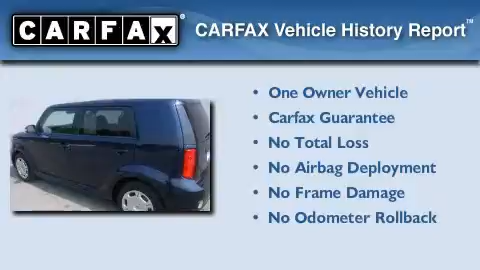 CARFAX® CARFAX Vehicle History Report™
• One Owner Vehicle
• Carfax Guarantee
• No Total Loss
• No Airbag Deployment
• No Frame Damage
• No Odometer Rollback